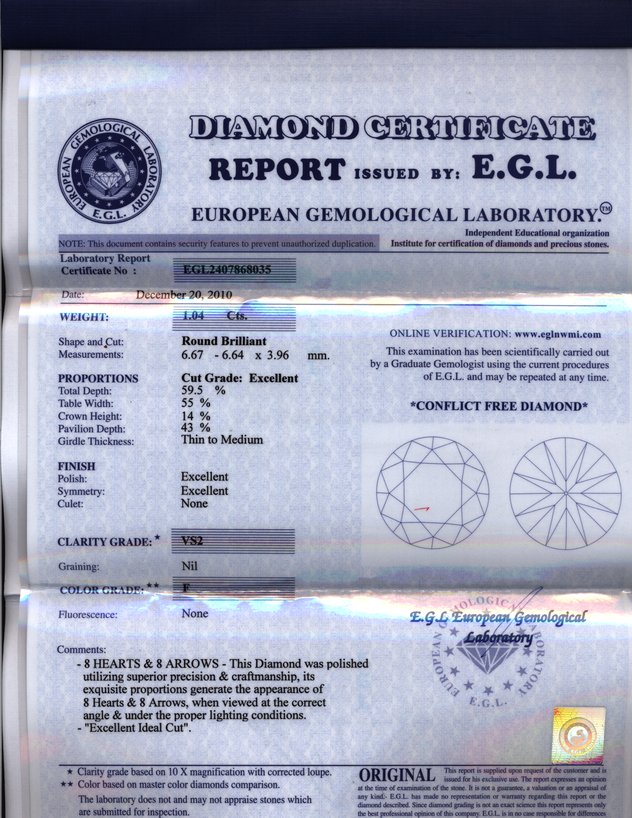 DIAMOND CERTIFICATE
REPORT ISSUED BY: E.G.L.
EUROPEAN GEMOLOGICAL LABORATORY.™
EUROPEAN GEMOLOGICAL LABORATORY
E.G.L.
Independent Educational organization
NOTE: This document contains security features to prevent unauthorized duplication.
Institute for certification of diamonds and precious stones.
Laboratory Report
Certificate No : EGL2407868035
Date: December 20, 2010
WEIGHT: 1.04 Cts.
Shape and Cut: Round Brilliant
Measurements: 6.67 - 6.64 x 3.96 mm.
PROPORTIONS Cut Grade: Excellent
Total Depth: 59.5 %
Table Width: 55 %
Crown Height: 14 %
Pavilion Depth: 43 %
Girdle Thickness: Thin to Medium
FINISH
Polish: Excellent
Symmetry: Excellent
Culet: None
CLARITY GRADE: * VS2
Graining: Nil
COLOR GRADE: ** F
Fluorescence: None
Comments:
- 8 HEARTS & 8 ARROWS - This Diamond was polished
utilizing superior precision & craftmanship, its
exquisite proportions generate the appearance of
8 Hearts & 8 Arrows, when viewed at the correct
angle & under the proper lighting conditions.
- "Excellent Ideal Cut".
* Clarity grade based on 10 X magnification with corrected loupe.
** Color based on master color diamonds comparison.
The laboratory does not and may not appraise stones which
are submitted for inspection.
ONLINE VERIFICATION: www.eglnwmi.com
This examination has been scientifically carried out
by a Graduate Gemologist using the current procedures
of E.G.L. and may be repeated at any time.
*CONFLICT FREE DIAMOND*
E.G.L European Gemological
Laboratory
E.G.L.
ORIGINAL This report is supplied upon request of the customer and is
issued for his exclusive use. The report expresses an opinion
at the time of examination of the stone. It is not a guarantee, a valuation or an appraisal of
any kind.- E.G.L. has made no representation or warranty regarding this report or the
diamond described. Since diamond grading is not an exact science this report represents only
the best professional opinion of this company. E.G.L. is in no case responsible for differences